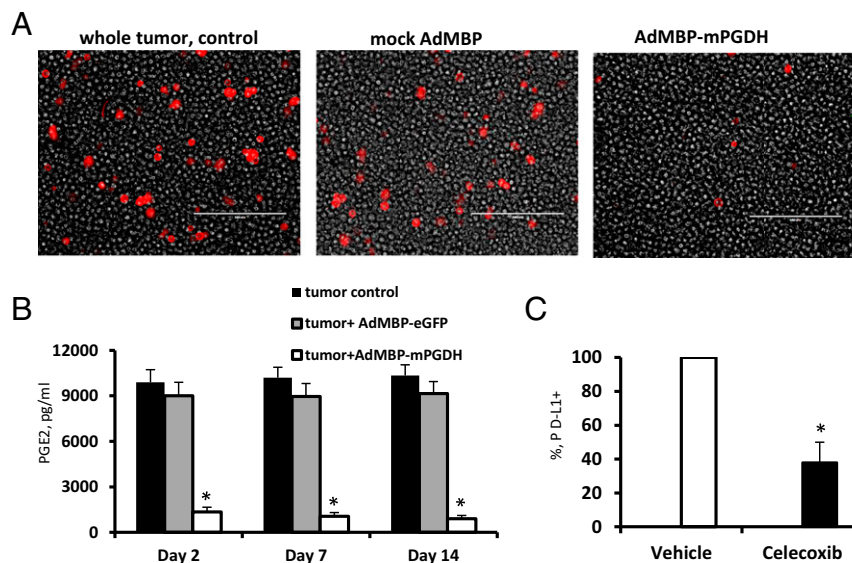 A
whole tumor, control
mock AdMBP
AdMBP-mPGDH
B
tumor control
tumor+ AdMBP-eGFP
tumor+AdMBP-mPGDH
PGE2, pg/ml
12000
9000
6000
3000
0
*
*
*
Day 2
Day 7
Day 14
C
%, P D-L1+
100
80
60
40
20
0
*
Vehicle
Celecoxib